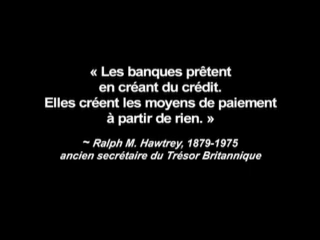 « Les banques prêtent
en créant du crédit.
Elles créent les moyens de paiement
à partir de rien. »
~ Ralph M. Hawtrey, 1879-1975
ancien secrétaire du Trésor Britannique